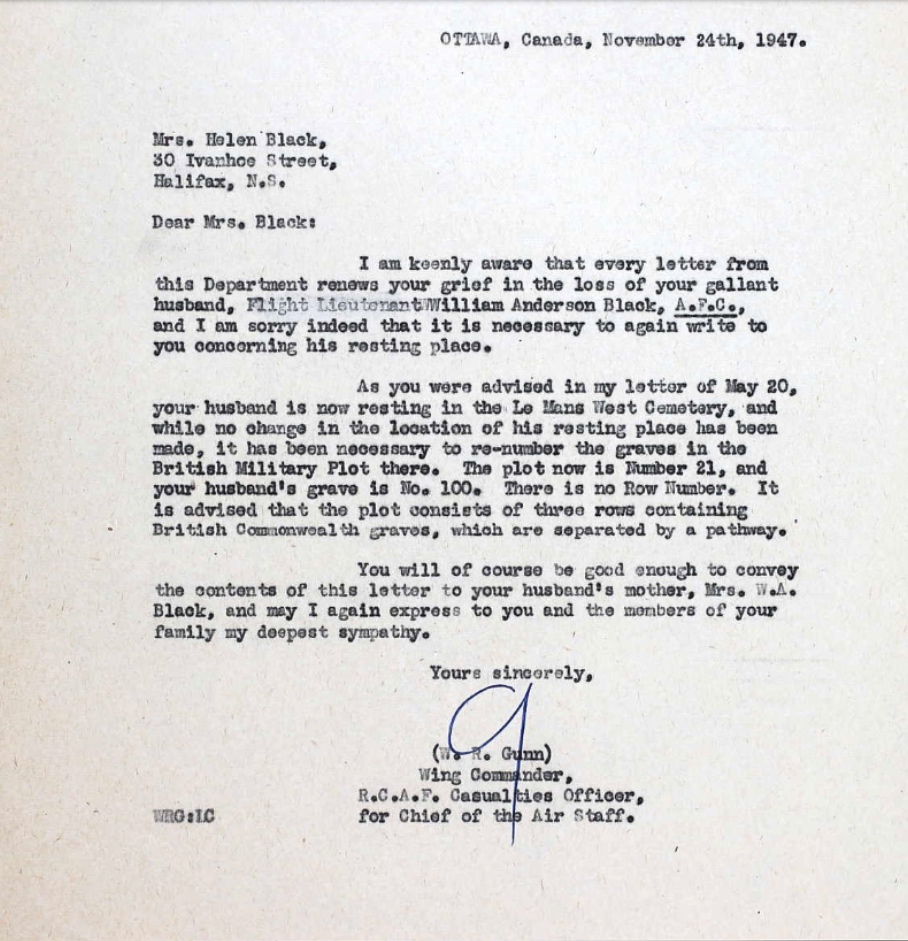 OTTAWA, Canada, November 24th, 1947.
Mrs. Helen Black,
30 Ivanhoe Street,
Halifax, N.S.
Dear Mrs. Black:
I am keenly aware that every letter from
this Department renews your grief in the loss of your gallant
husband, Flight Lieutenant William Anderson Black, A.F.C.,
and I am sorry indeed that it is necessary to again write to
you concerning his resting place.
As you were advised in my letter of May 20,
your husband is now resting in the Le Mans West Cemetery, and
while no change in the location of his resting place has been
made, it has been necessary to re-number the graves in the
British Military Plot there. The plot now is Number 21, and
your husband's grave is No. 100. There is no Row Number. It
is advised that the plot consists of three rows containing
British Commonwealth graves, which are separated by a pathway.
You will of course be good enough to convey
the contents of this letter to your husband's mother, Mrs. W.A.
Black, and may I again express to you and the members of your
family my deepest sympathy.
Yours sincerely,
(W. R. Gunn)
Wing Commander,
R.C.A.F. Casualties Officer,
WRG:LC for Chief of the Air Staff.